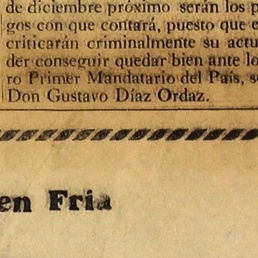 de diciembre próximo serán los p
gos con que contará, puesto que e
criticarán criminalmente su actu
der conseguir quedar bien ante lo
ro Primer Mandatario del País, s
Don Gustavo Díaz Ordaz.
en Fria